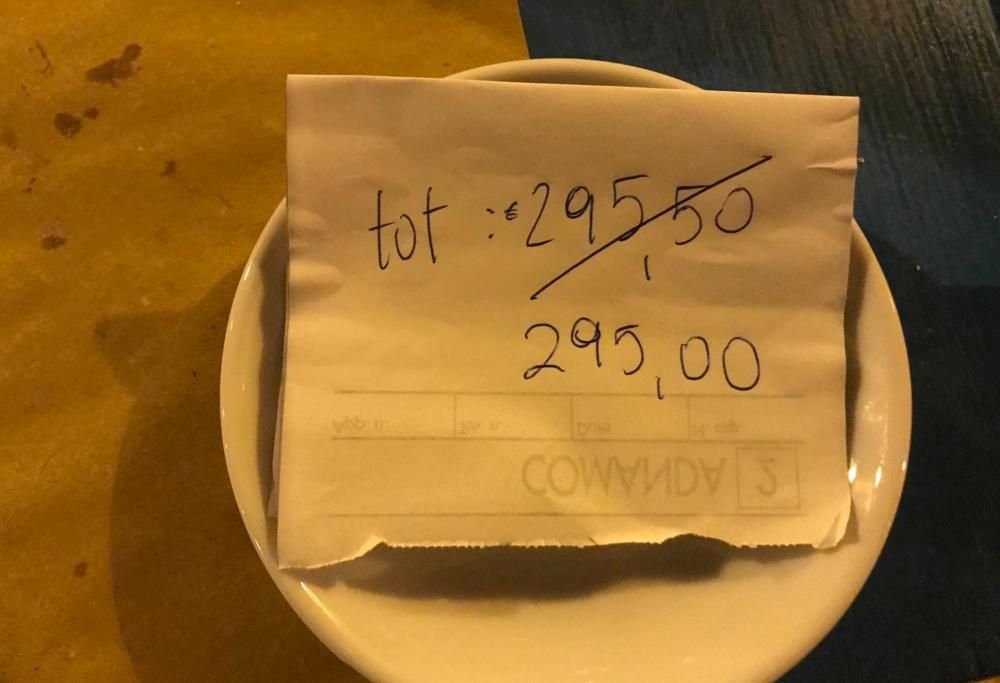 tot :€ 295,50
295,00
App. n. Tav. n. Data N. cop.
COMANDA 2